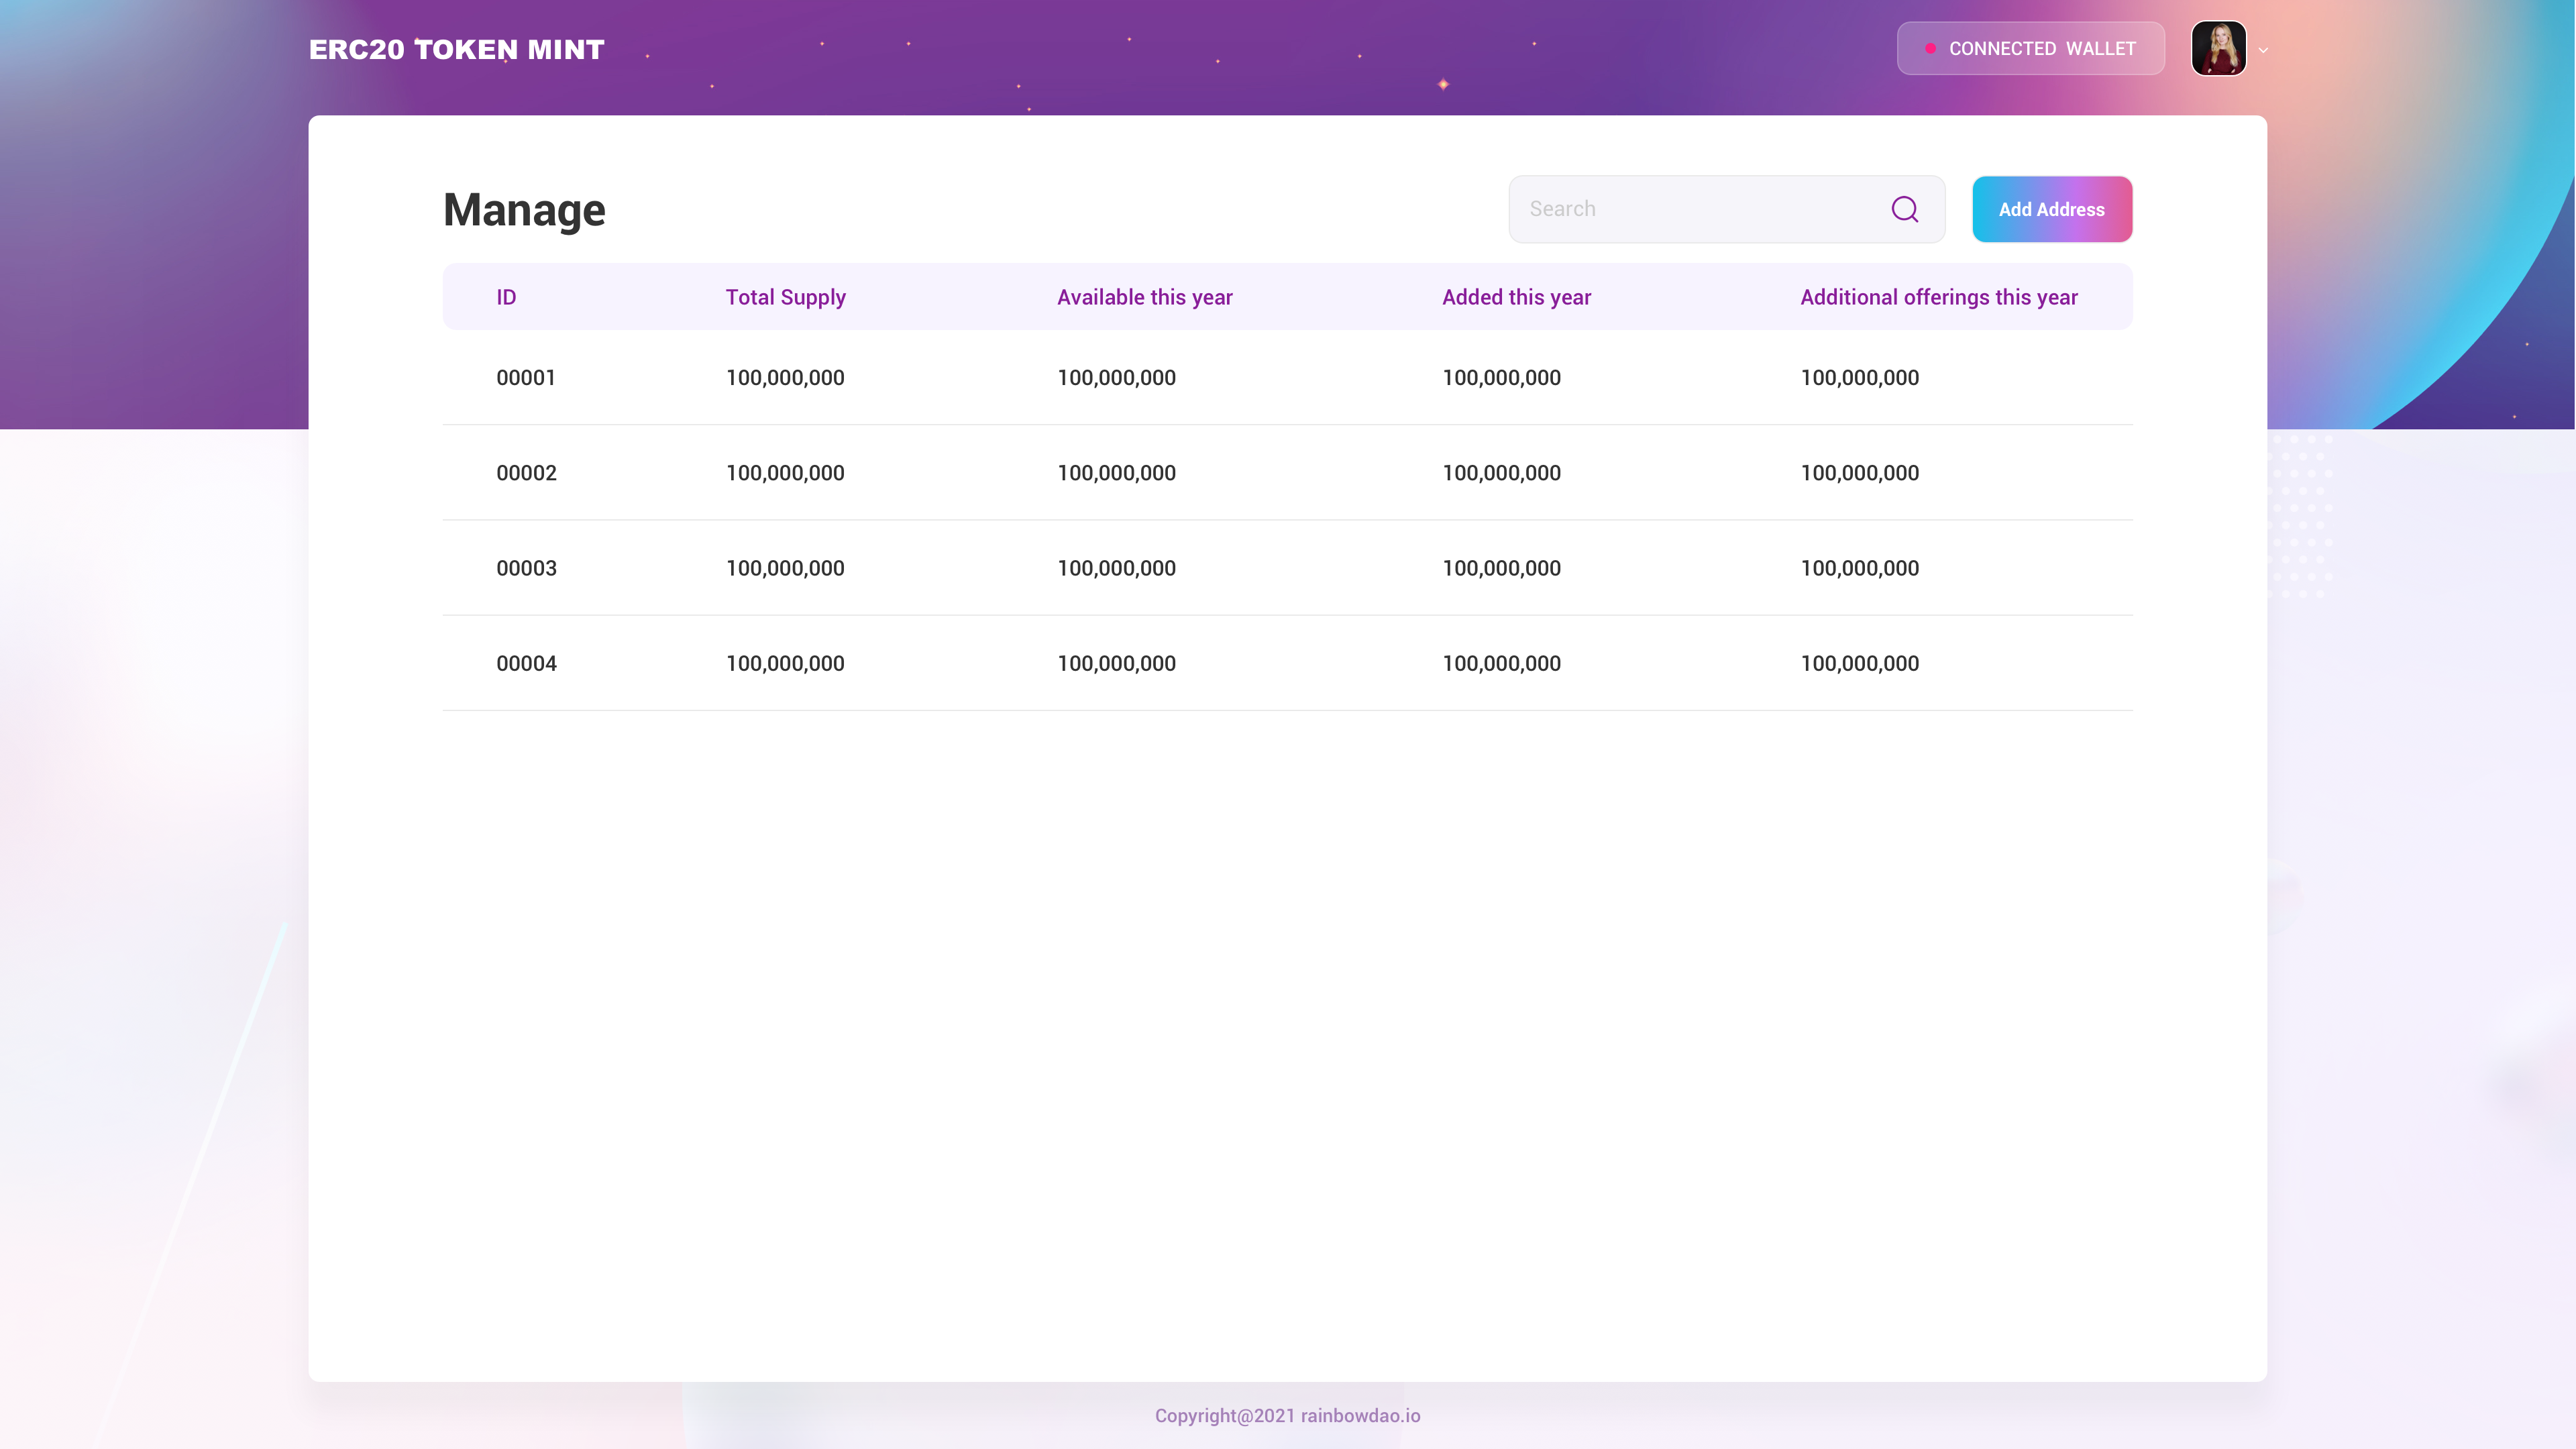 ERC20 TOKEN MINT
CONNECTED WALLET
Manage
Search
Add Address
ID Total Supply Available this year Added this year Additional offerings this year
00001 100,000,000 100,000,000 100,000,000 100,000,000
00002 100,000,000 100,000,000 100,000,000 100,000,000
00003 100,000,000 100,000,000 100,000,000 100,000,000
00004 100,000,000 100,000,000 100,000,000 100,000,000
Copyright@2021 rainbowdao.io